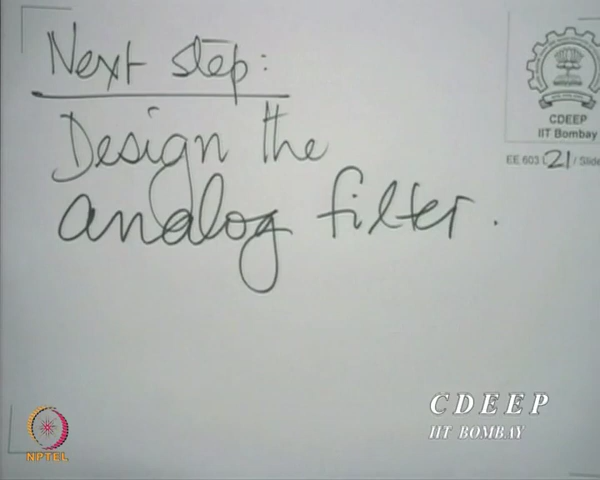 Next step:
Design the
analog filter.
CDEEP
IIT Bombay
EE 603 L 21 / Slide
NPTEL
CDEEP
IIT BOMBAY